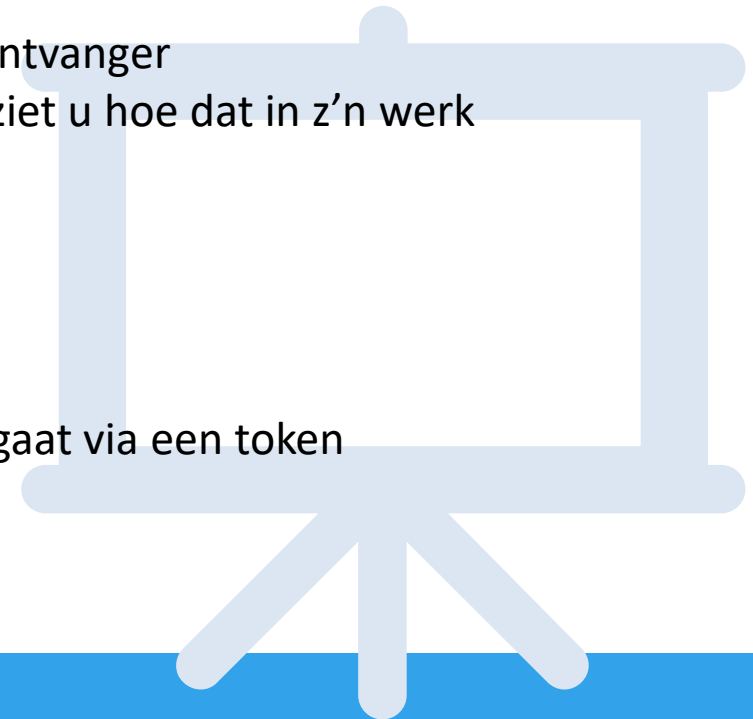 ntvanger
ziet u hoe dat in z’n werk
gaat via een token